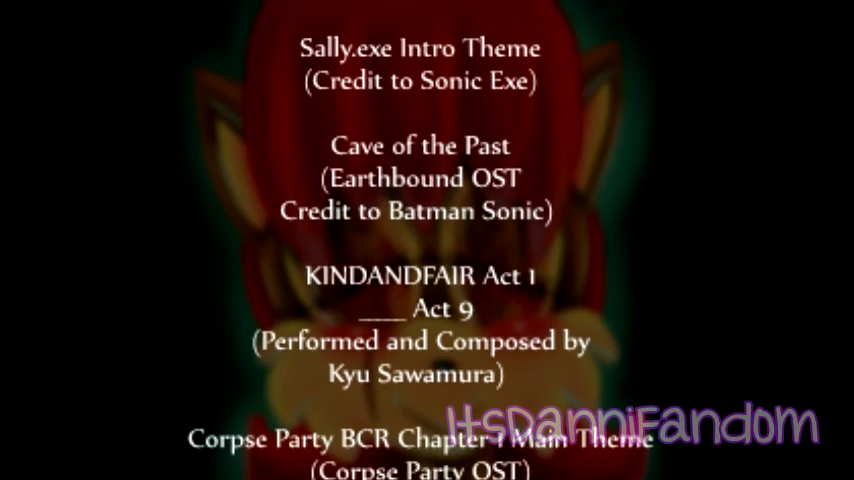 Sally.exe Intro Theme
(Credit to Sonic Exe)
Cave of the Past
(Earthbound OST
Credit to Batman Sonic)
KINDANDFAIR Act 1
____ Act 9
(Performed and Composed by
Kyu Sawamura)
Corpse Party BCR Chapter 1 Main Theme
(Corpse Party OST)
ItsDanniFandom